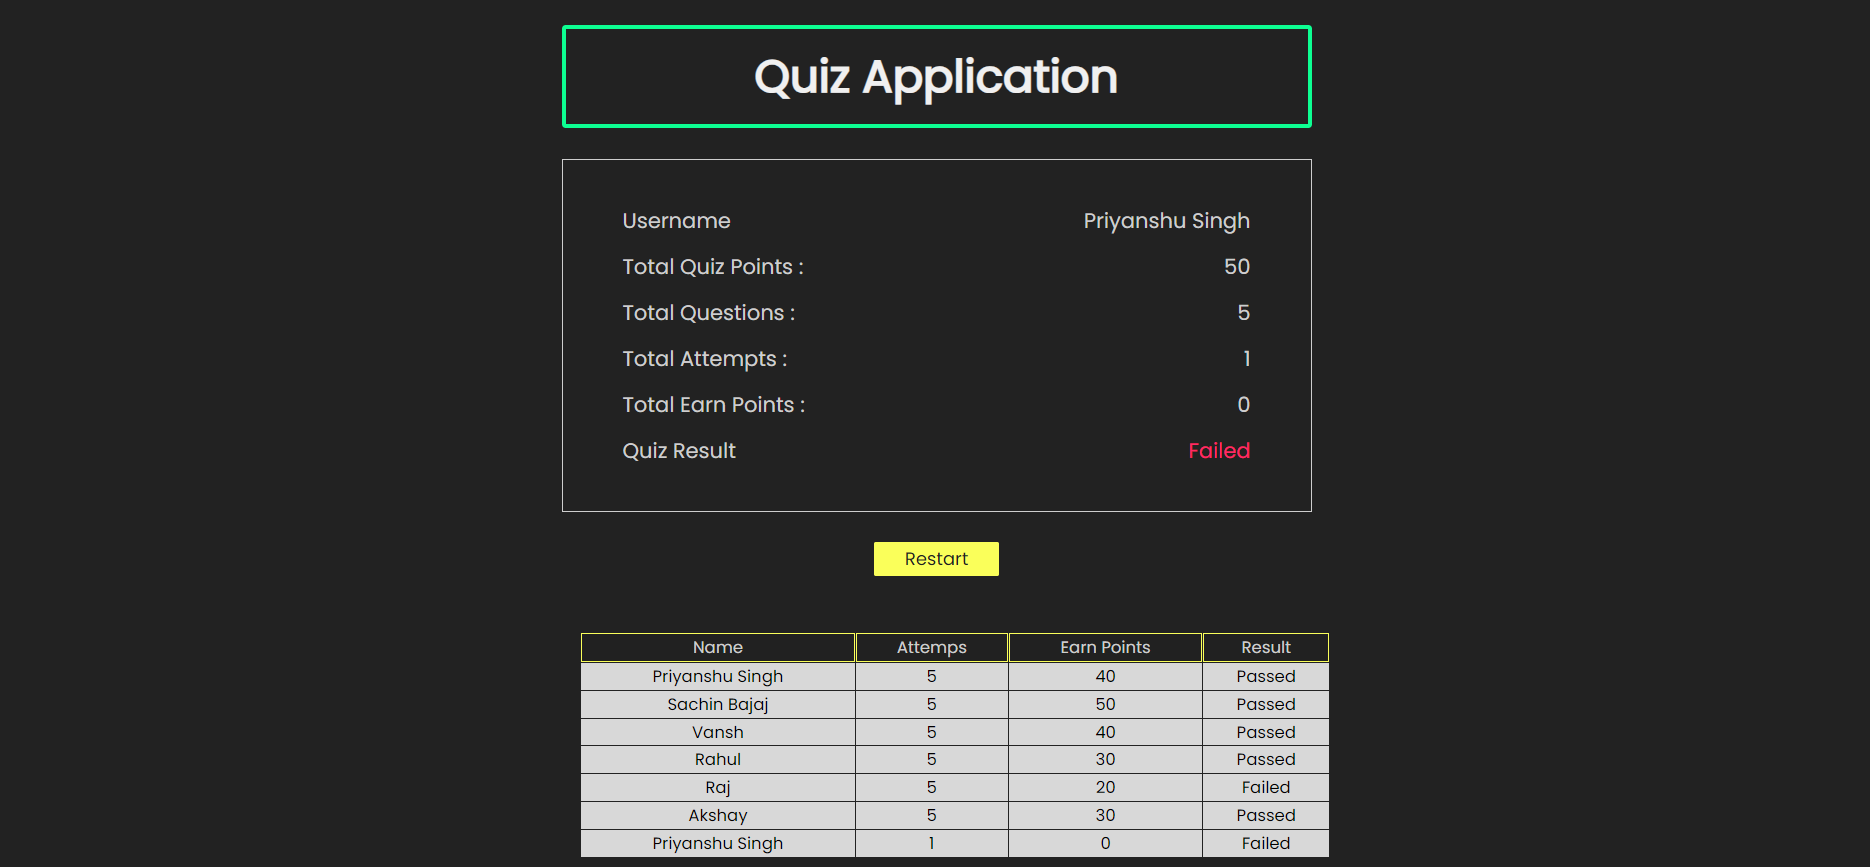 Quiz Application
Username Priyanshu Singh
Total Quiz Points : 50
Total Questions : 5
Total Attempts : 1
Total Earn Points : 0
Quiz Result Failed
Restart
Name Attemps Earn Points Result
Priyanshu Singh 5 40 Passed
Sachin Bajaj 5 50 Passed
Vansh 5 40 Passed
Rahul 5 30 Passed
Raj 5 20 Failed
Akshay 5 30 Passed
Priyanshu Singh 1 0 Failed